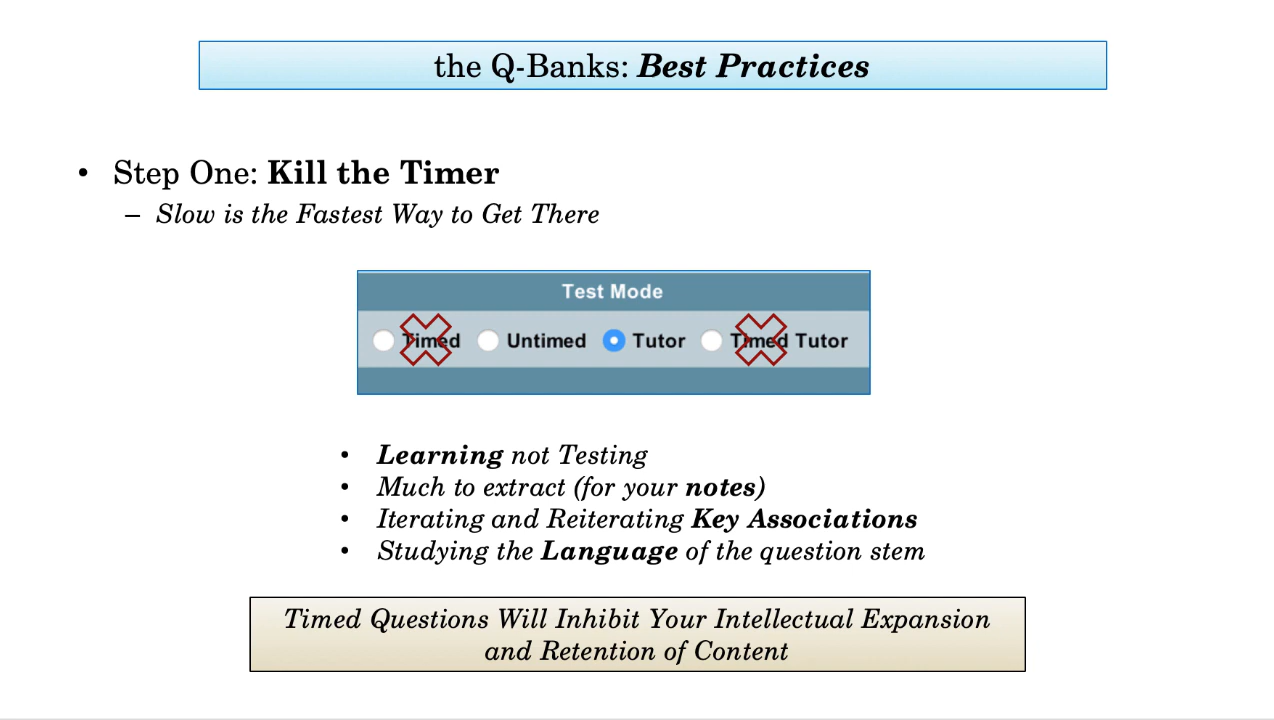 the Q-Banks: Best Practices
• Step One: Kill the Timer
– Slow is the Fastest Way to Get There
Test Mode
Timed Untimed Tutor Timed Tutor
• Learning not Testing
• Much to extract (for your notes)
• Iterating and Reiterating Key Associations
• Studying the Language of the question stem
Timed Questions Will Inhibit Your Intellectual Expansion
and Retention of Content